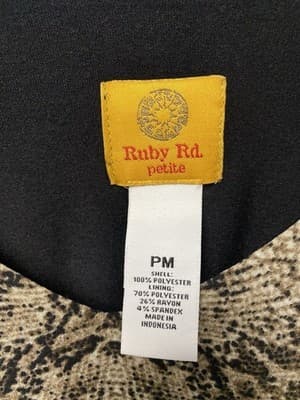 Ruby Rd.
petite
PM
SHELL:
100% POLYESTER
LINING:
70% POLYESTER
26% RAYON
4% SPANDEX
MADE IN
INDONESIA